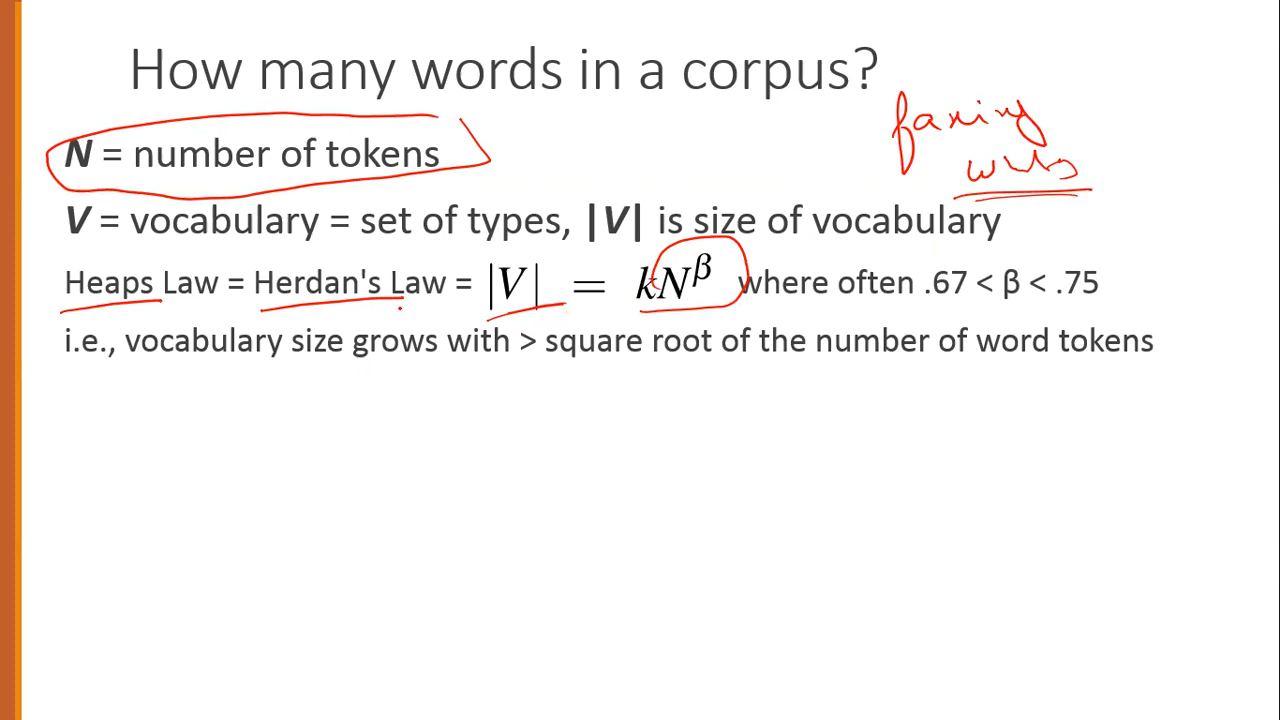 How many words in a corpus?
N = number of tokens
V = vocabulary = set of types, |V| is size of vocabulary
Heaps Law = Herdan's Law = |V| = kN^β where often .67 < β < .75
i.e., vocabulary size grows with > square root of the number of word tokens